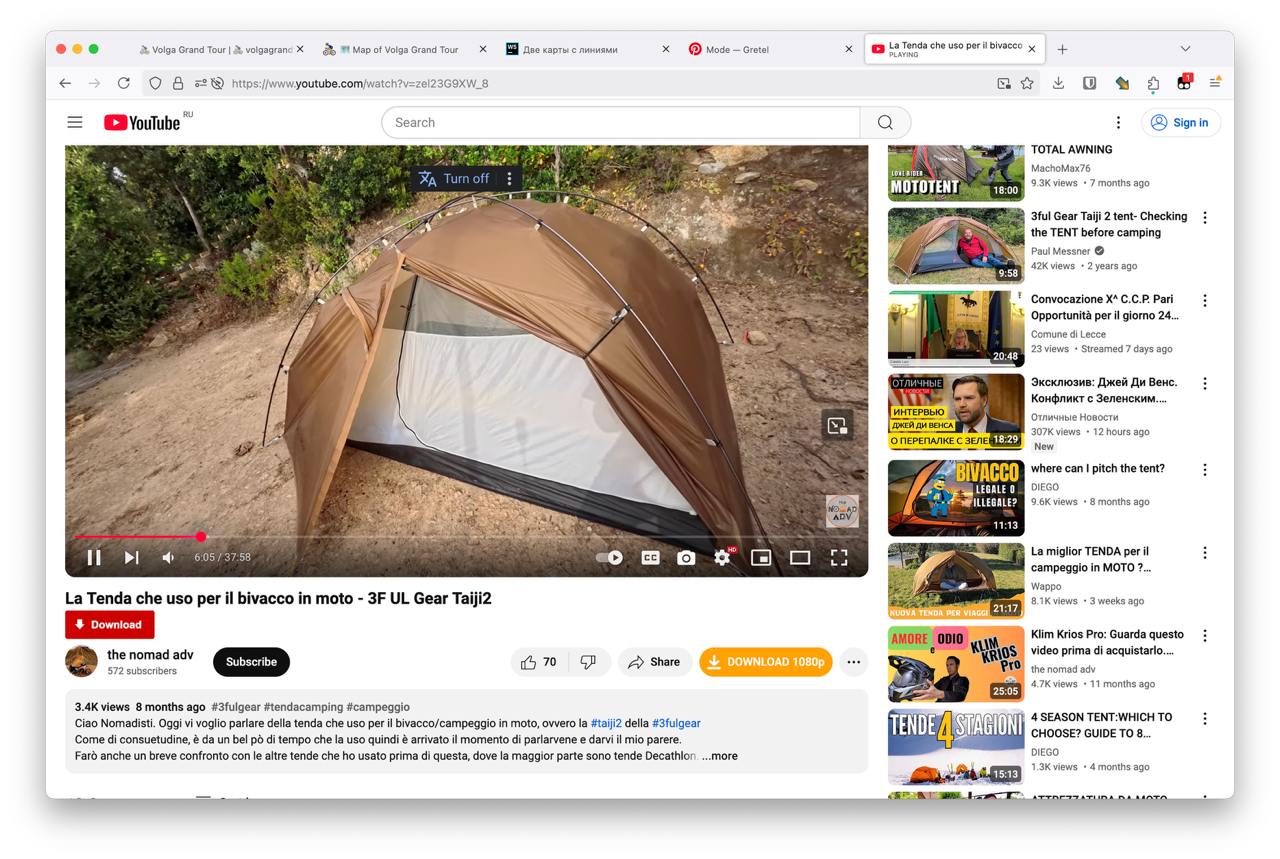 Volga Grand Tour | volgagrand
Map of Volga Grand Tour
WS
Две карты с линиями
Mode — Gretel
La Tenda che uso per il bivacco
PLAYING
https://www.youtube.com/watch?v=zel23G9XW_8
1
YouTube RU
Search
Sign in
Turn off
THE NOMAD ADV
6:05 / 37:58
CC
HD
La Tenda che uso per il bivacco in moto - 3F UL Gear Taiji2
Download
the nomad adv
572 subscribers
Subscribe
70
Share
DOWNLOAD 1080p
3.4K views 8 months ago #3fulgear #tendacamping #campeggio
Ciao Nomadisti. Oggi vi voglio parlare della tenda che uso per il bivacco/campeggio in moto, ovvero la #taiji2 della #3fulgear
Come di consuetudine, è da un bel pò di tempo che la uso quindi è arrivato il momento di parlarvene e darvi il mio parere.
Farò anche un breve confronto con le altre tende che ho usato prima di questa, dove la maggior parte sono tende Decathlon. ...more
LONE RIDER
MOTOTENT
18:00
TOTAL AWNING
MachoMax76
9.3K views • 7 months ago
9:58
3ful Gear Taiji 2 tent- Checking
the TENT before camping
Paul Messner
42K views • 2 years ago
20:48
Convocazione X^ C.C.P. Pari
Opportunità per il giorno 24...
Comune di Lecce
23 views • Streamed 7 days ago
ОТЛИЧНЫЕ
НОВОСТИ
ИНТЕРВЬЮ
ДЖЕЙ ДИ ВЕНСА
О ПЕРЕПАЛКЕ С ЗЕЛЕ
18:29
Эксклюзив: Джей Ди Венс.
Конфликт с Зеленским....
Отличные Новости
307K views • 12 hours ago
New
BIVACCO
LEGALE O
ILLEGALE?
11:13
where can I pitch the tent?
DIEGO
9.6K views • 8 months ago
NUOVA TENDA PER VIAGGI
21:17
La miglior TENDA per il
campeggio in MOTO ?...
Wappo
8.1K views • 3 weeks ago
AMORE e ODIO
KLIM
KRIOS
Pro
25:05
Klim Krios Pro: Guarda questo
video prima di acquistarlo....
the nomad adv
4.7K views • 11 months ago
TENDE 4 STAGIONI
15:13
4 SEASON TENT:WHICH TO
CHOOSE? GUIDE TO 8...
DIEGO
1.3K views • 4 months ago
ATTREZZATURA DA MOTO